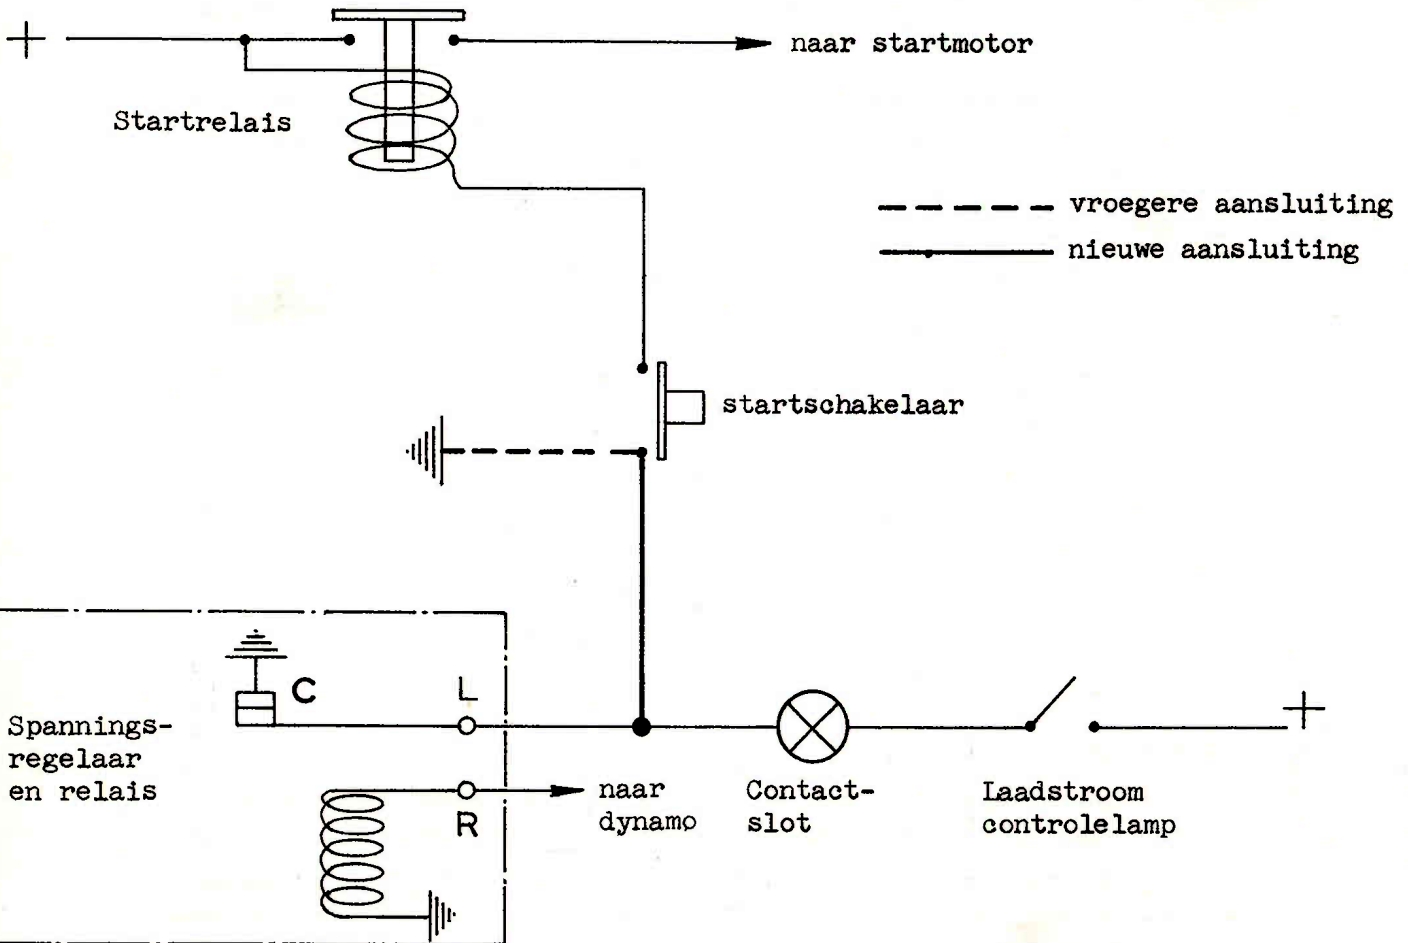 +
naar startmotor
Startrelais
vroegere aansluiting
nieuwe aansluiting
startschakelaar
C
L
+
Spannings-
regelaar
en relais
R
naar
dynamo
Contact-
slot
Laadstroom
controlelamp